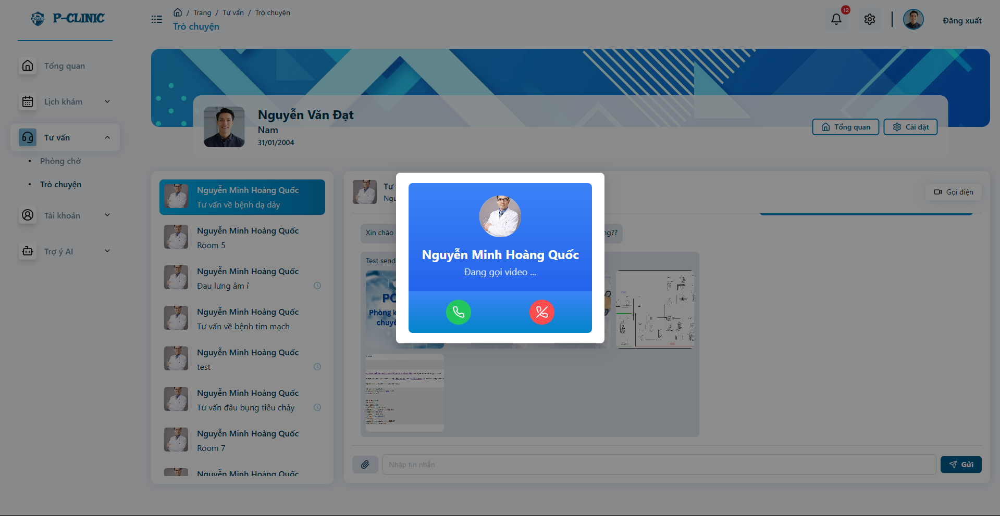 P-CLINIC
/ Trang / Tư vấn / Trò chuyện
Trò chuyện
12
Đăng xuất
Tổng quan
Lịch khám
Tư vấn
Phòng chờ
Trò chuyện
Tài khoản
Trợ ý AI
Nguyễn Văn Đạt
Nam
31/01/2004
Tổng quan
Cài đặt
Nguyễn Minh Hoàng Quốc
Tư vấn về bệnh dạ dày
Nguyễn Minh Hoàng Quốc
Room 5
Nguyễn Minh Hoàng Quốc
Đau lưng âm ỉ
Nguyễn Minh Hoàng Quốc
Tư vấn về bệnh tim mạch
Nguyễn Minh Hoàng Quốc
test
Nguyễn Minh Hoàng Quốc
Tư vấn đâu bụng tiêu chảy
Nguyễn Minh Hoàng Quốc
Room 7
Nguyễn Minh Hoàng Quốc
Tư
Gọi điện
Xin chào
Test send
Phòng
chuyê
Nguyễn Minh Hoàng Quốc
Đang gọi video ...
Nhập tin nhắn
Gửi